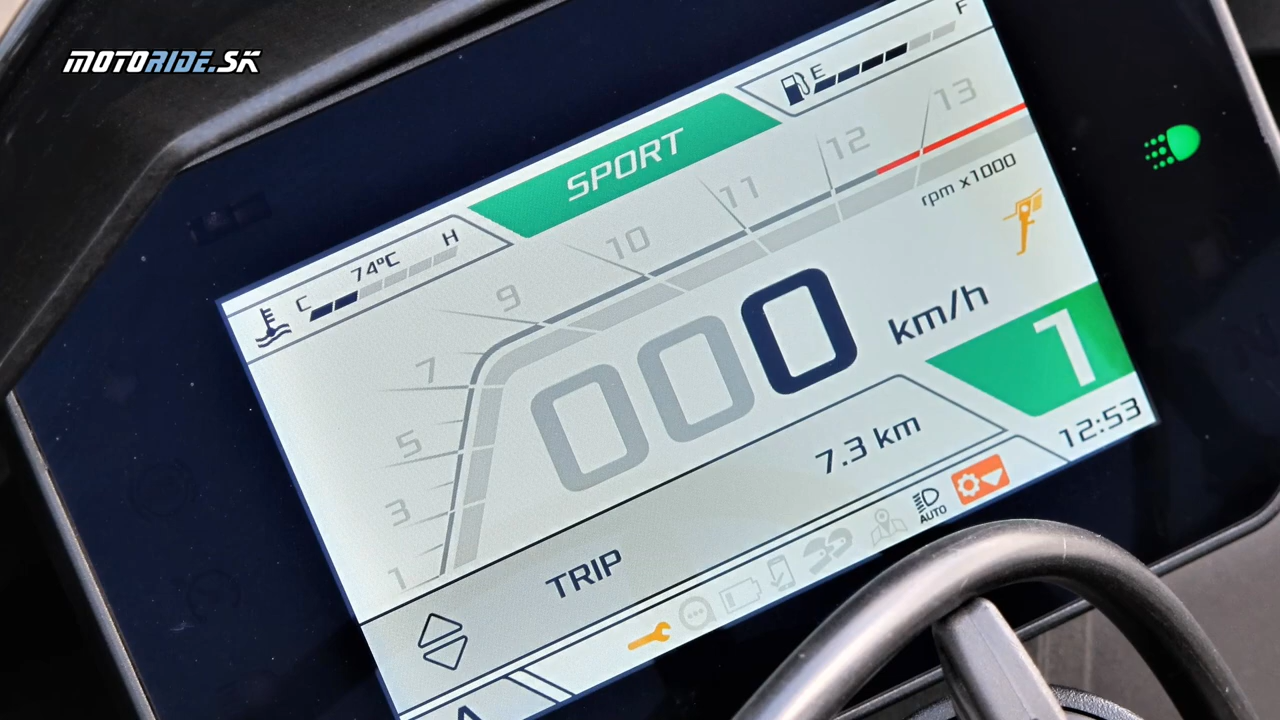 MOTORIDE.SK
E F
SPORT
C 74°C H
1 3 5 7 9 10 11 12 13
rpm x1000
000 km/h
1
TRIP 7.3 km
12:53
AUTO